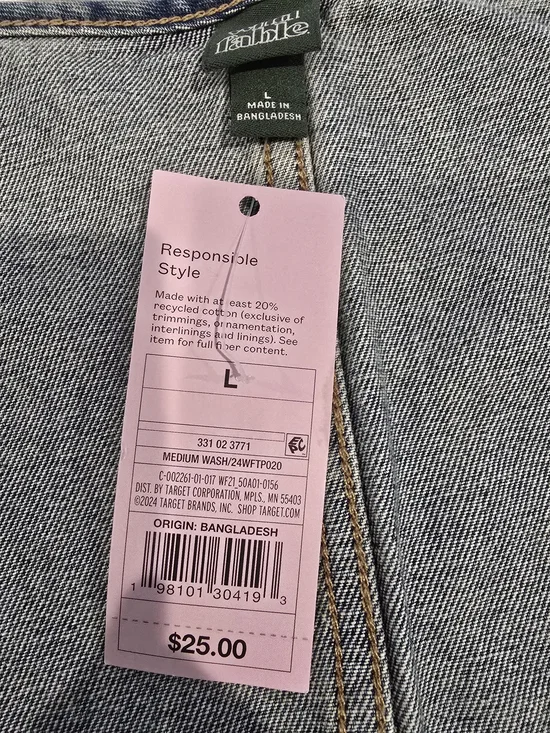 wild
fable
L
MADE IN
BANGLADESH
Responsible
Style
Made with at least 20%
recycled cotton (exclusive of
trimmings, ornamentation,
interlinings and linings). See
item for full fiber content.
L
331 02 3771
MEDIUM WASH/24WFTP020
C-002261-01-017 WF21_50A01-0156
DIST. BY TARGET CORPORATION, MPLS, MN 55403
©2024 TARGET BRANDS, INC. SHOP TARGET.COM
ORIGIN: BANGLADESH
1 98101 30419 3
$25.00